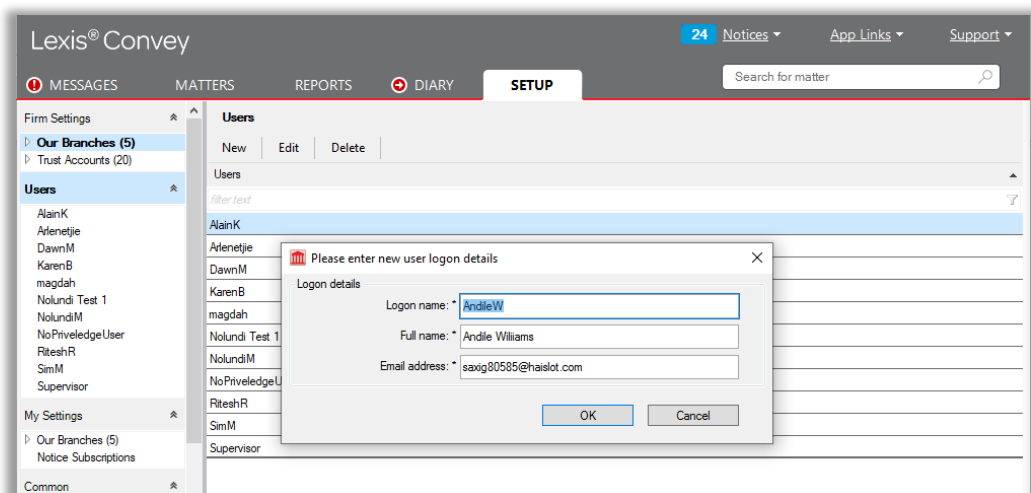 Lexis® Convey
24 Notices App Links Support
MESSAGES MATTERS REPORTS DIARY SETUP Search for matter
Firm Settings
Our Branches (5)
Trust Accounts (20)
Users
AlainK
Arlenetjie
DawnM
KarenB
magdah
Nolundi Test 1
NolundiM
NoPriveledgeUser
RiteshR
SimM
Supervisor
My Settings
Our Branches (5)
Notice Subscriptions
Common
Users
New Edit Delete
Users
filter text
AlainK
Arlenetjie
DawnM
KarenB
magdah
Nolundi Test 1
NolundiM
NoPriveledgeU
RiteshR
SimM
Supervisor
Please enter new user logon details
Logon details
Logon name: * AndileW
Full name: * Andile Wiliams
Email address: * saxig80585@haislot.com
OK Cancel